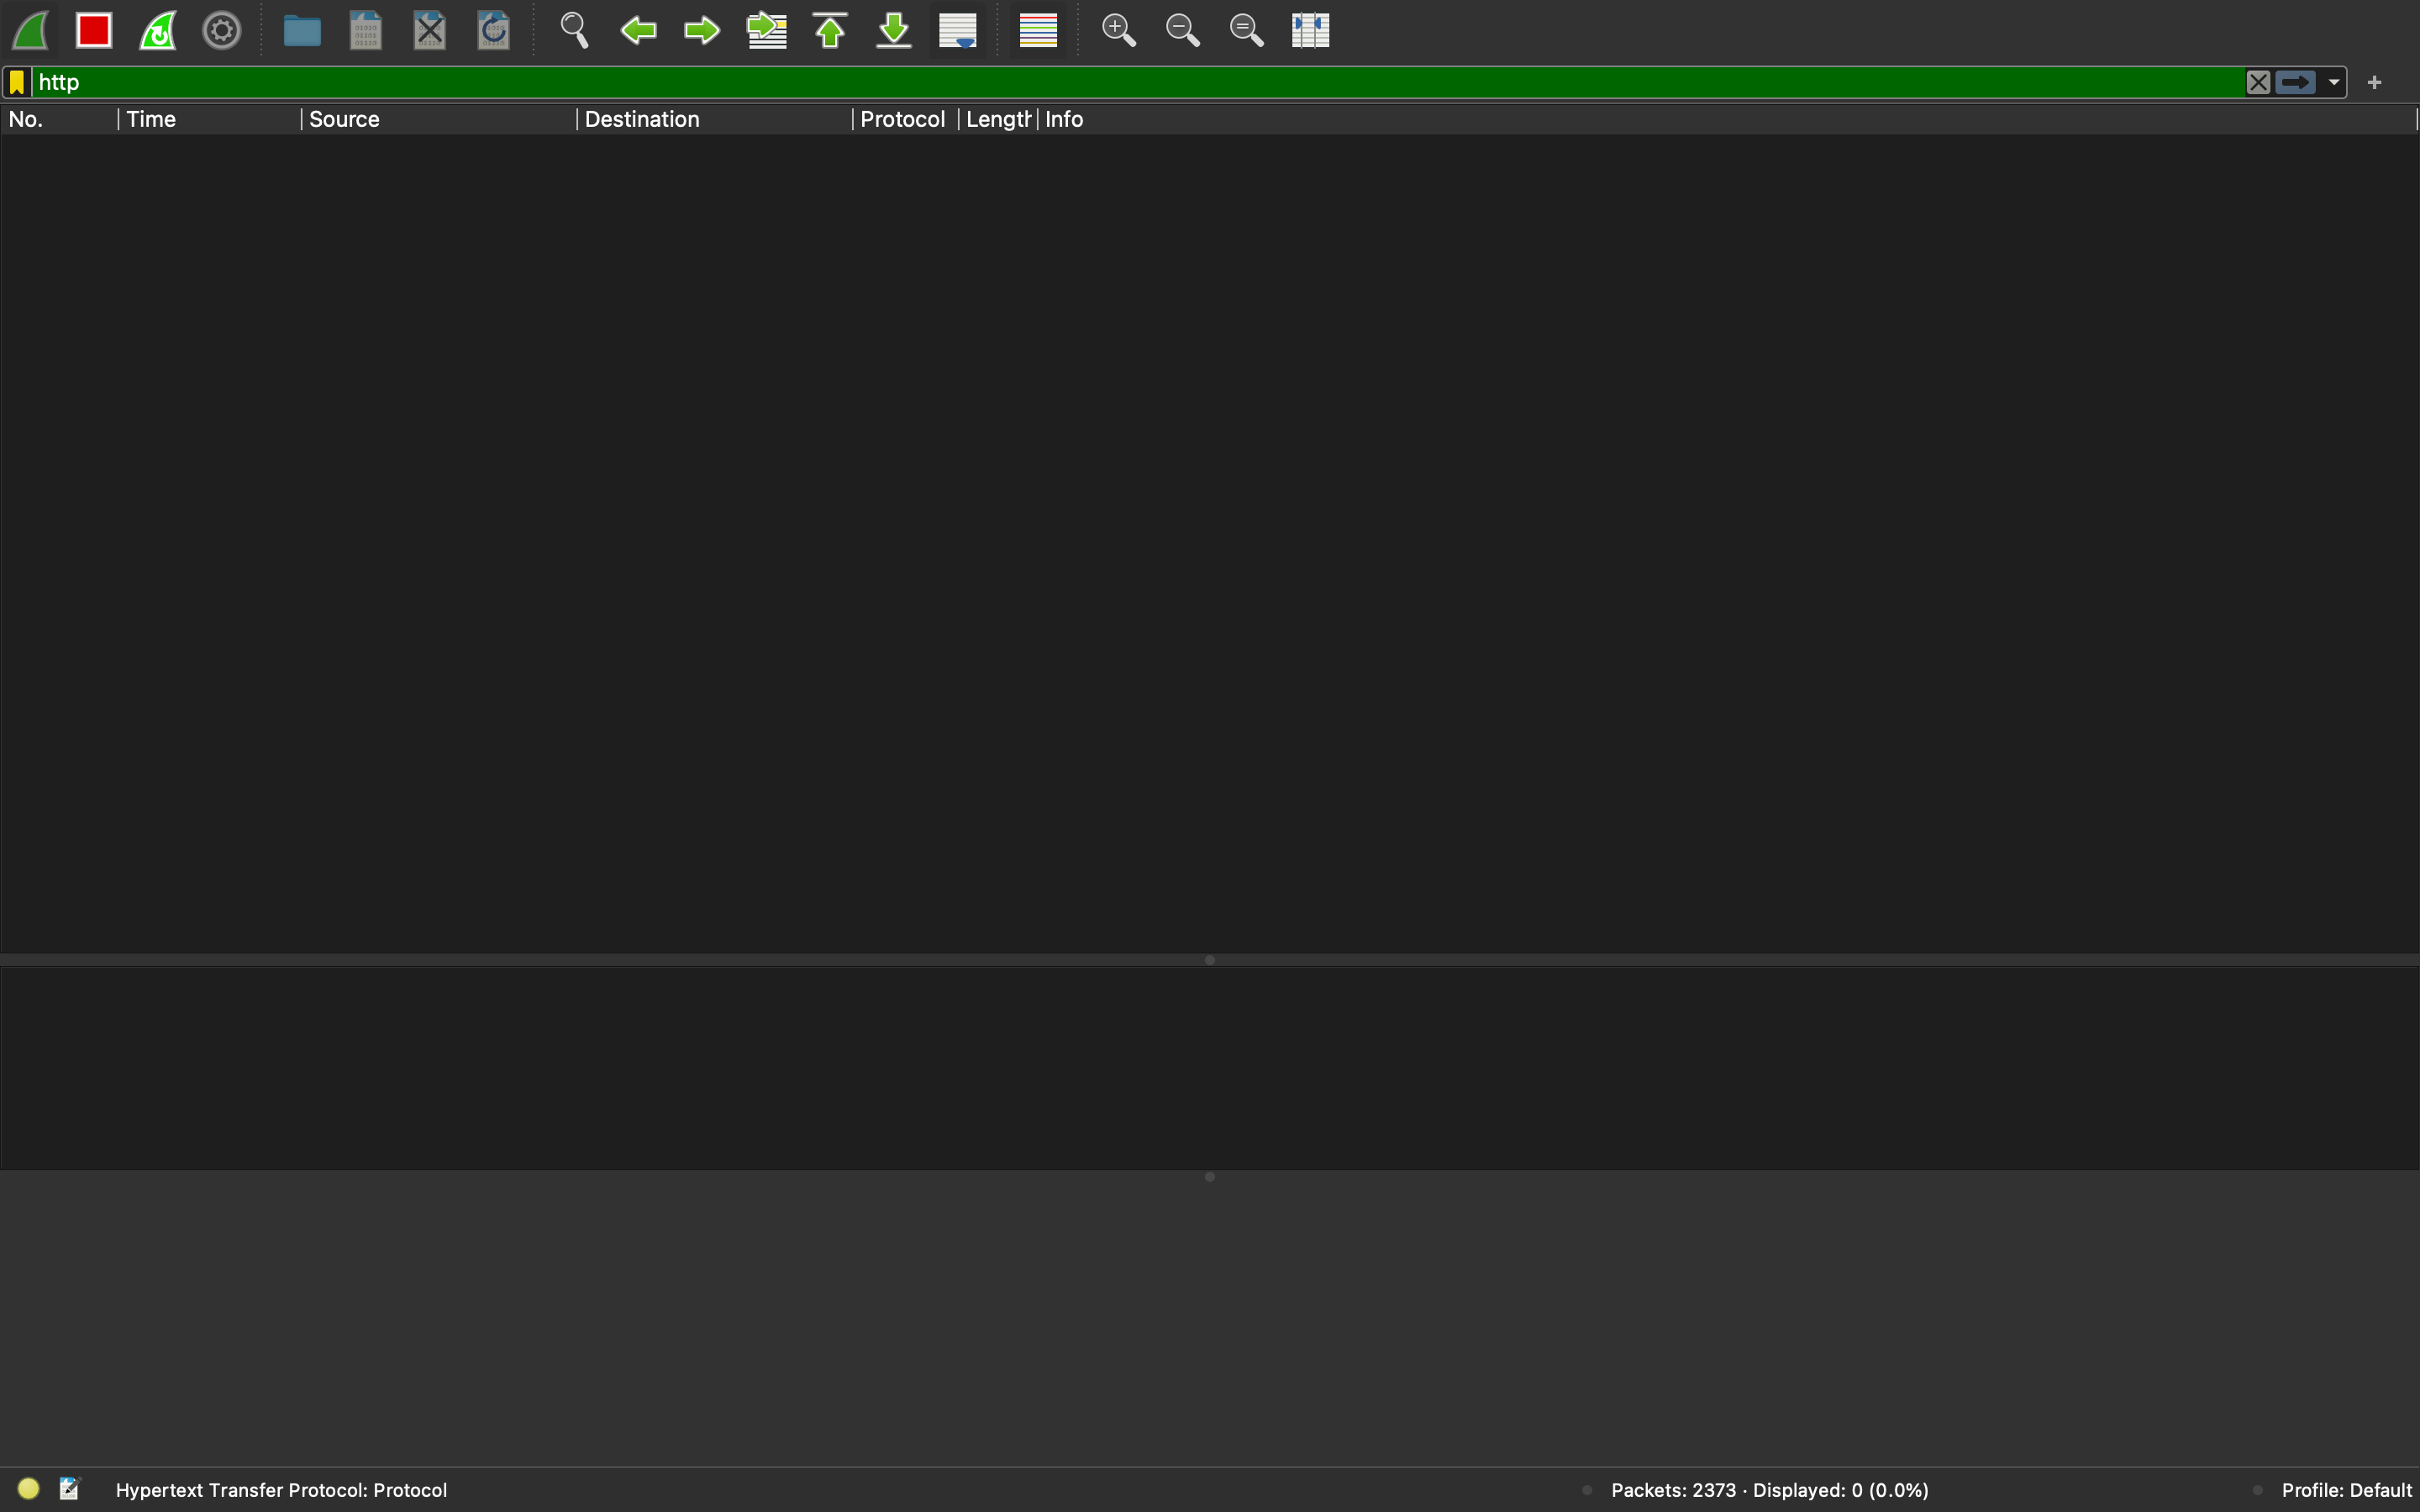 http
No. Time Source Destination Protocol Length Info
Hypertext Transfer Protocol: Protocol Packets: 2373 · Displayed: 0 (0.0%) Profile: Default